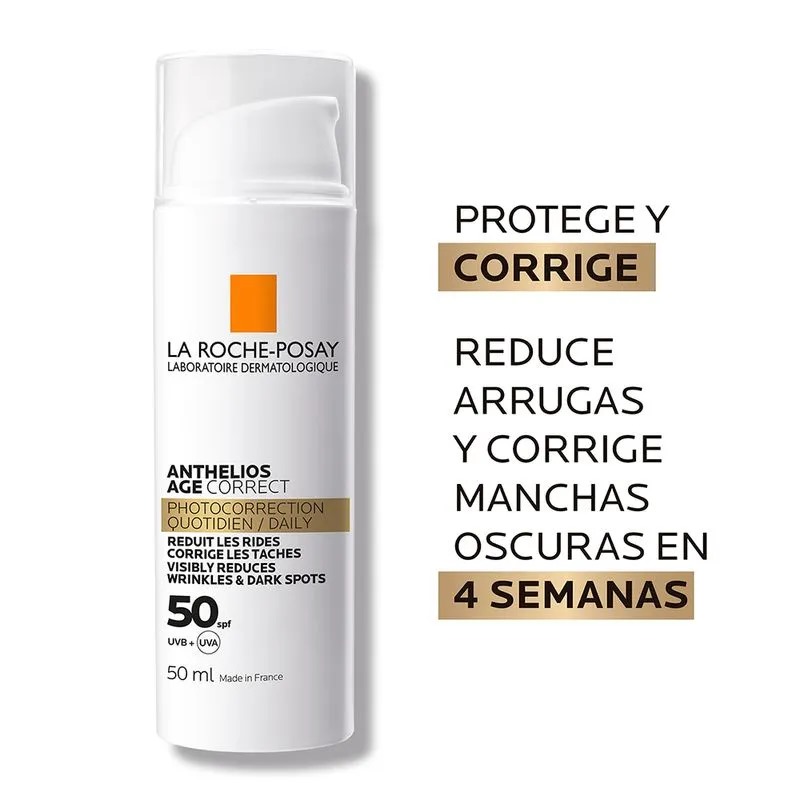 LA ROCHE-POSAY
LABORATOIRE DERMATOLOGIQUE
ANTHELIOS
AGE CORRECT
PHOTOCORRECTION
QUOTIDIEN / DAILY
REDUIT LES RIDES
CORRIGE LES TACHES
VISIBLY REDUCES
WRINKLES & DARK SPOTS
50 spf
UVB + UVA
50 ml Made in France
PROTEGE Y
CORRIGE
REDUCE
ARRUGAS
Y CORRIGE
MANCHAS
OSCURAS EN
4 SEMANAS